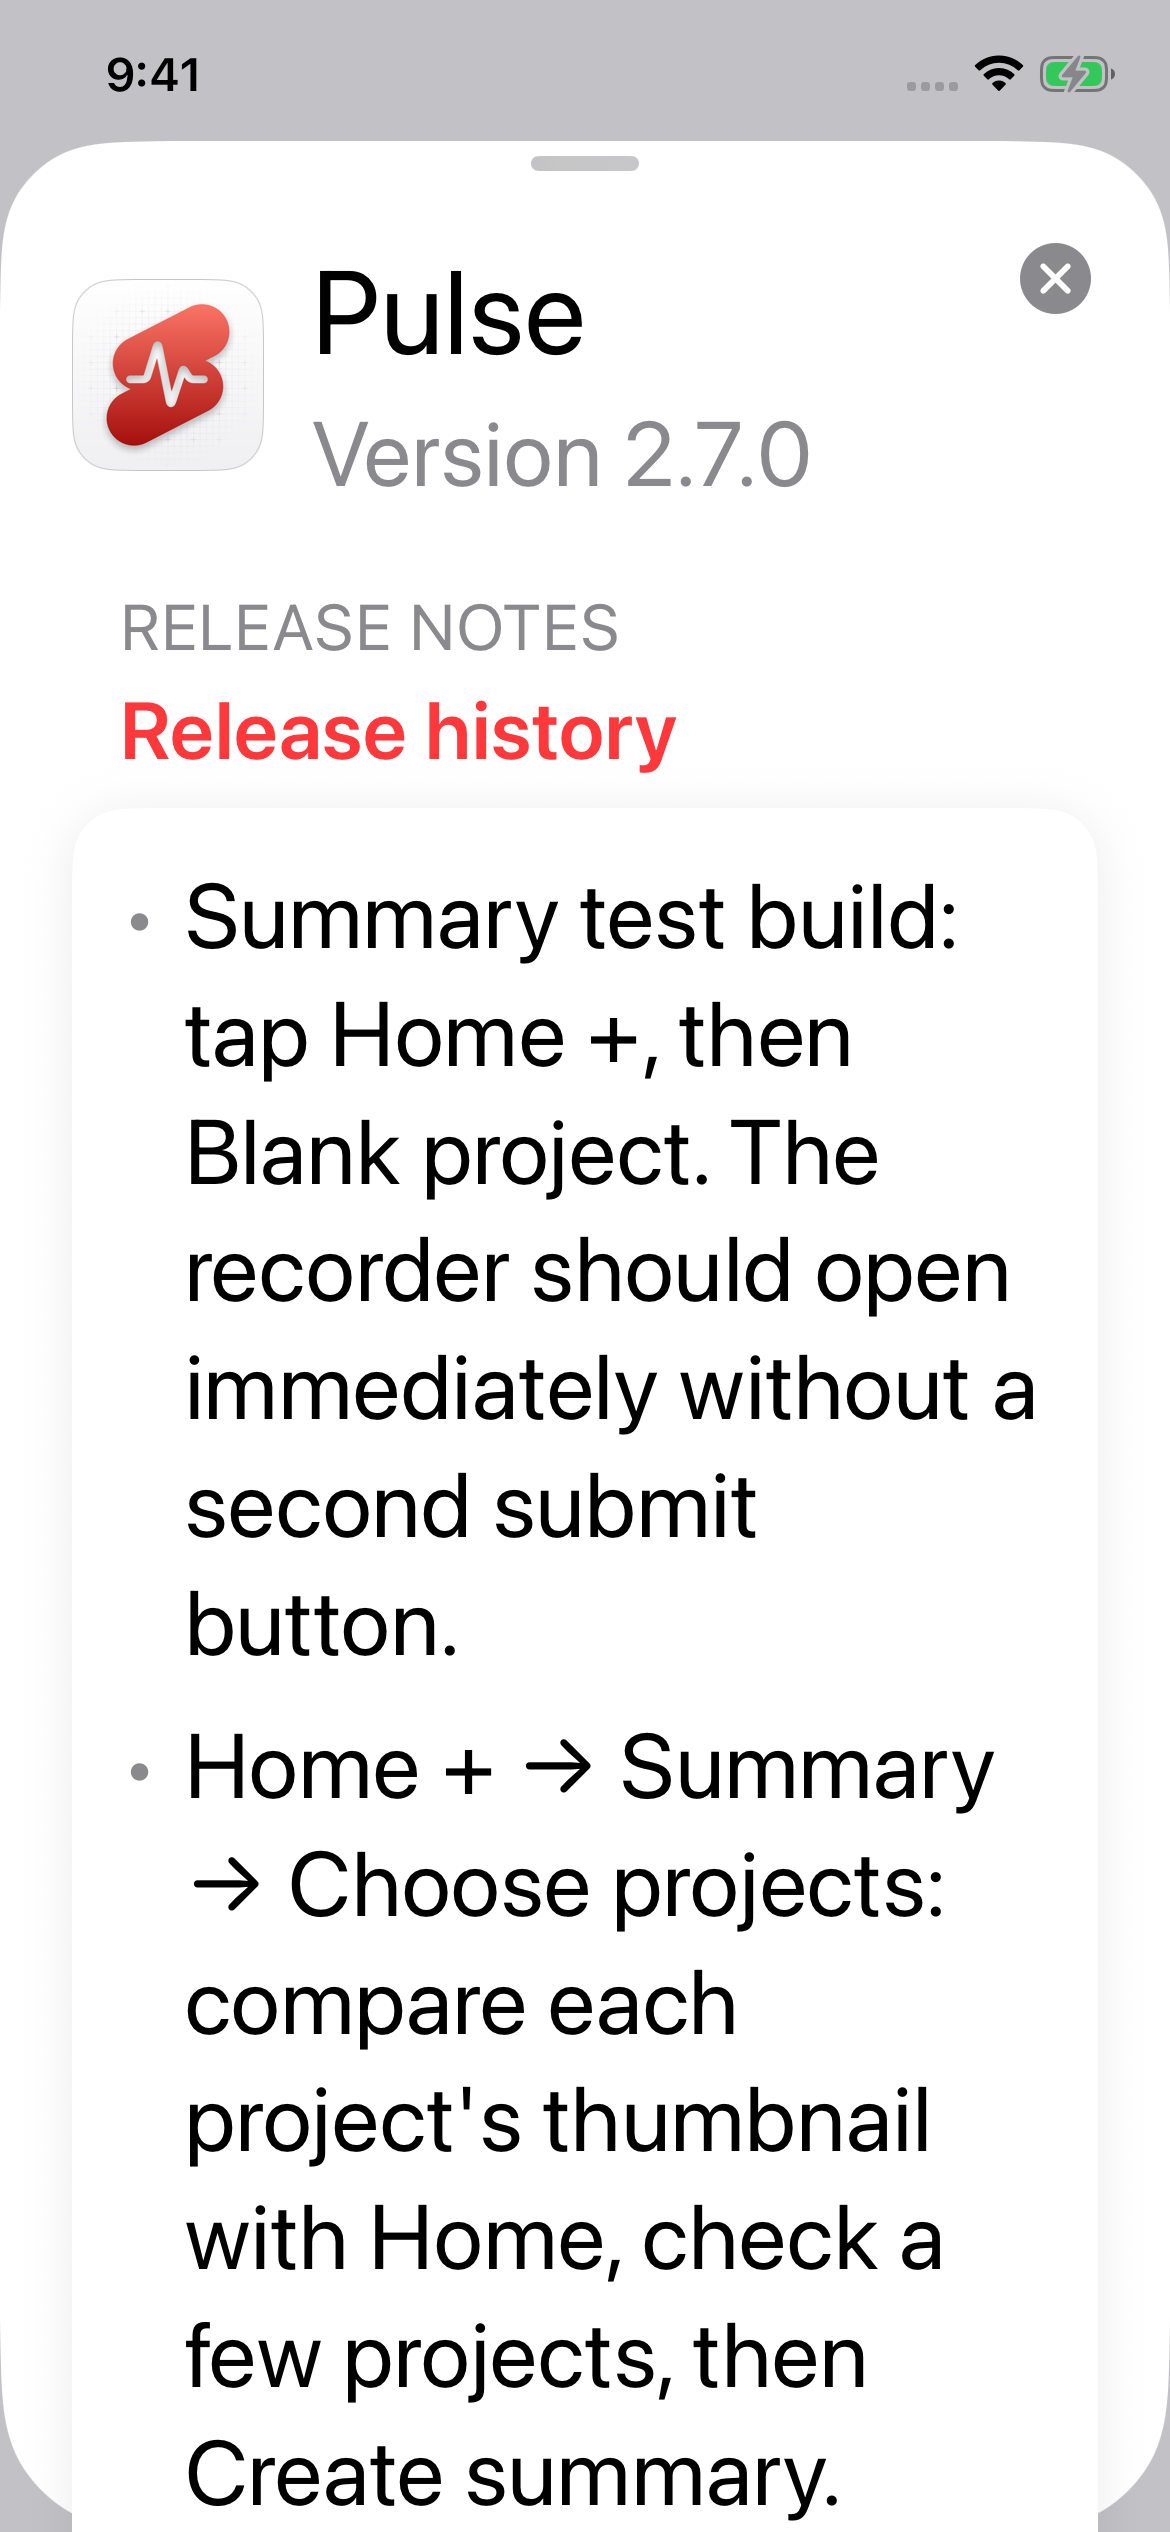 9:41
Pulse
Version 2.7.0
RELEASE NOTES
Release history
• Summary test build:
tap Home +, then
Blank project. The
recorder should open
immediately without a
second submit
button.
• Home + → Summary
→ Choose projects:
compare each
project's thumbnail
with Home, check a
few projects, then
Create summary.